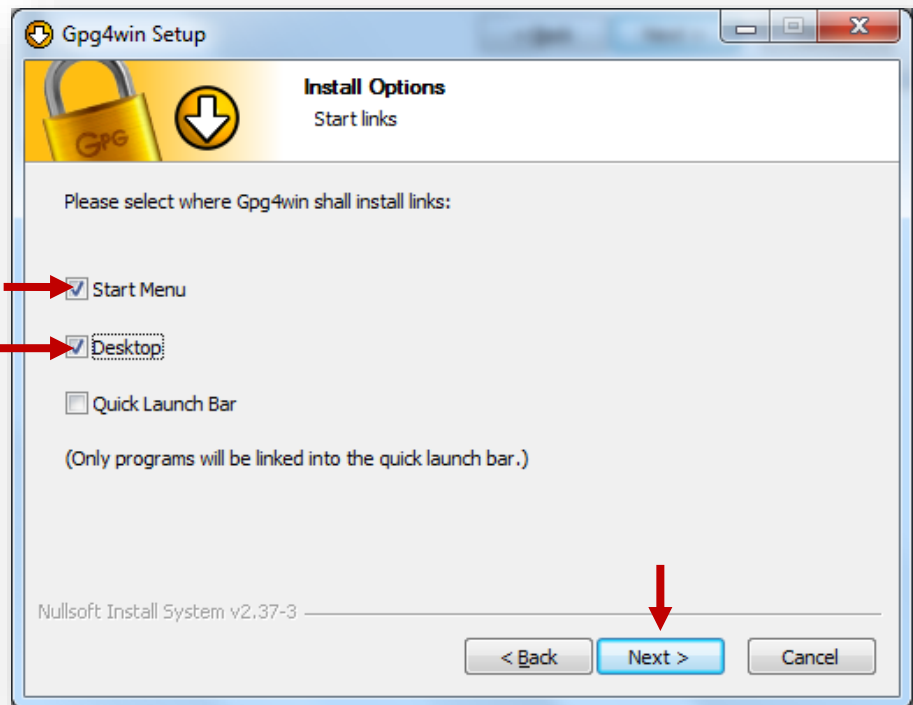 Gpg4win Setup
Install Options
Start links
GPG
Please select where Gpg4win shall install links:
Start Menu
Desktop
Quick Launch Bar
(Only programs will be linked into the quick launch bar.)
Nullsoft Install System v2.37-3
< Back Next > Cancel